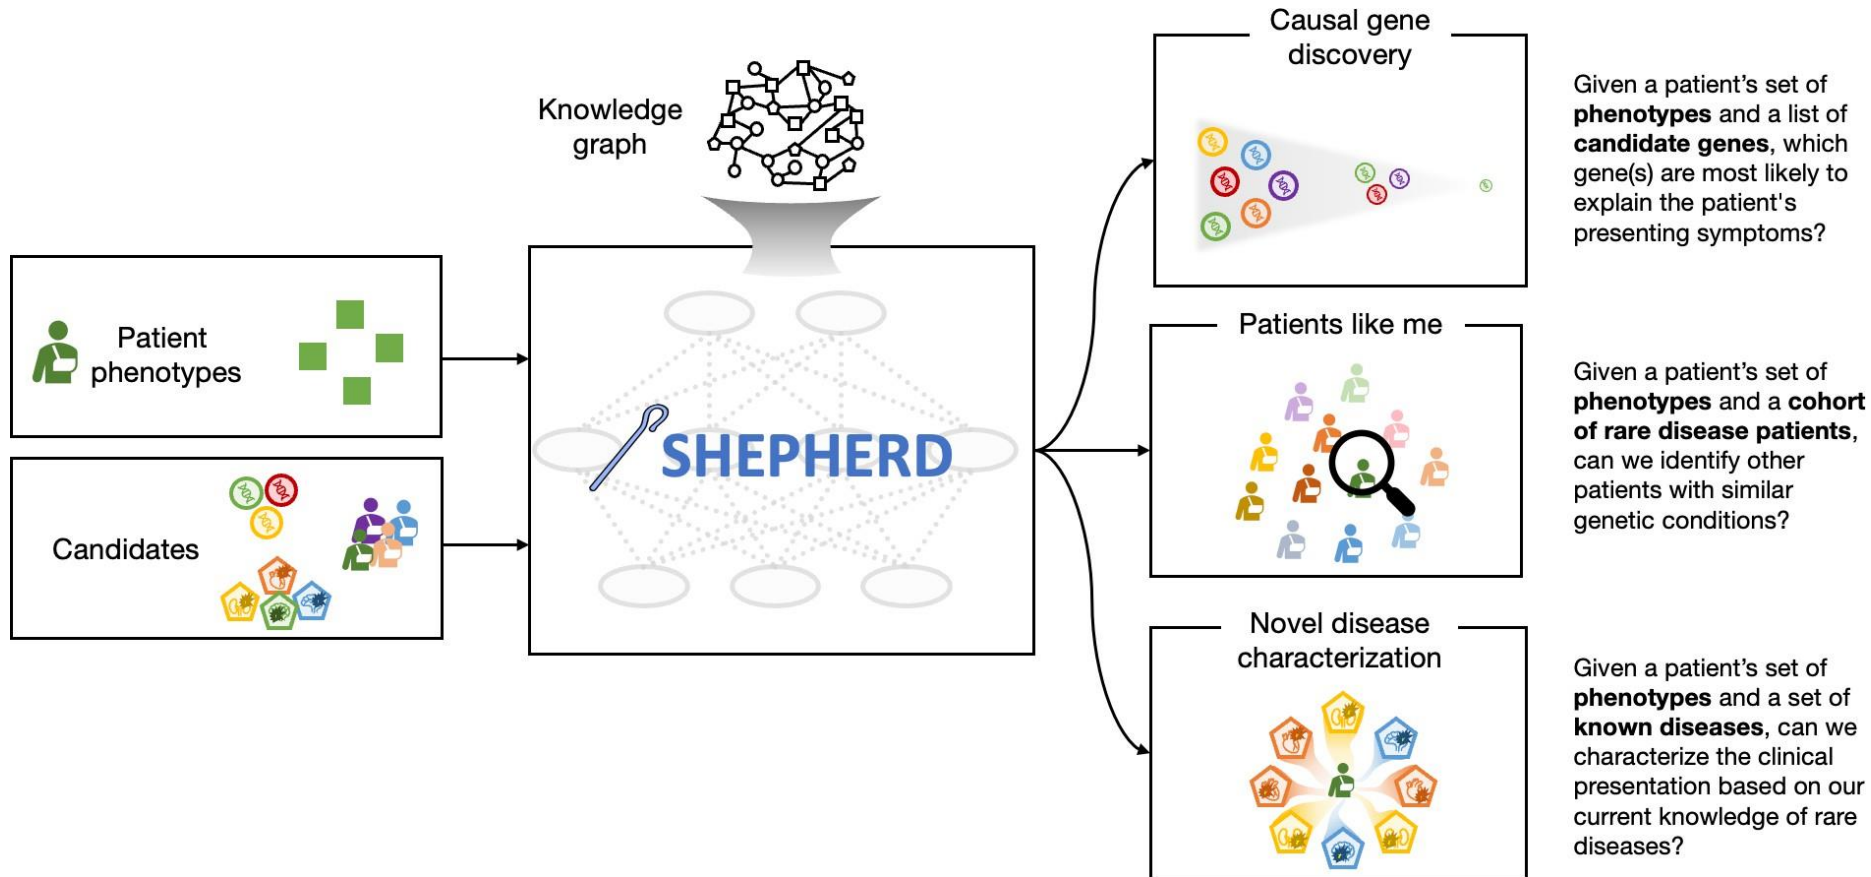 Knowledge
graph
Patient
phenotypes
Candidates
SHEPHERD
Causal gene
discovery
Given a patient’s set of
phenotypes and a list of
candidate genes, which
gene(s) are most likely to
explain the patient's
presenting symptoms?
Patients like me
Given a patient’s set of
phenotypes and a cohort
of rare disease patients,
can we identify other
patients with similar
genetic conditions?
Novel disease
characterization
Given a patient’s set of
phenotypes and a set of
known diseases, can we
characterize the clinical
presentation based on our
current knowledge of rare
diseases?